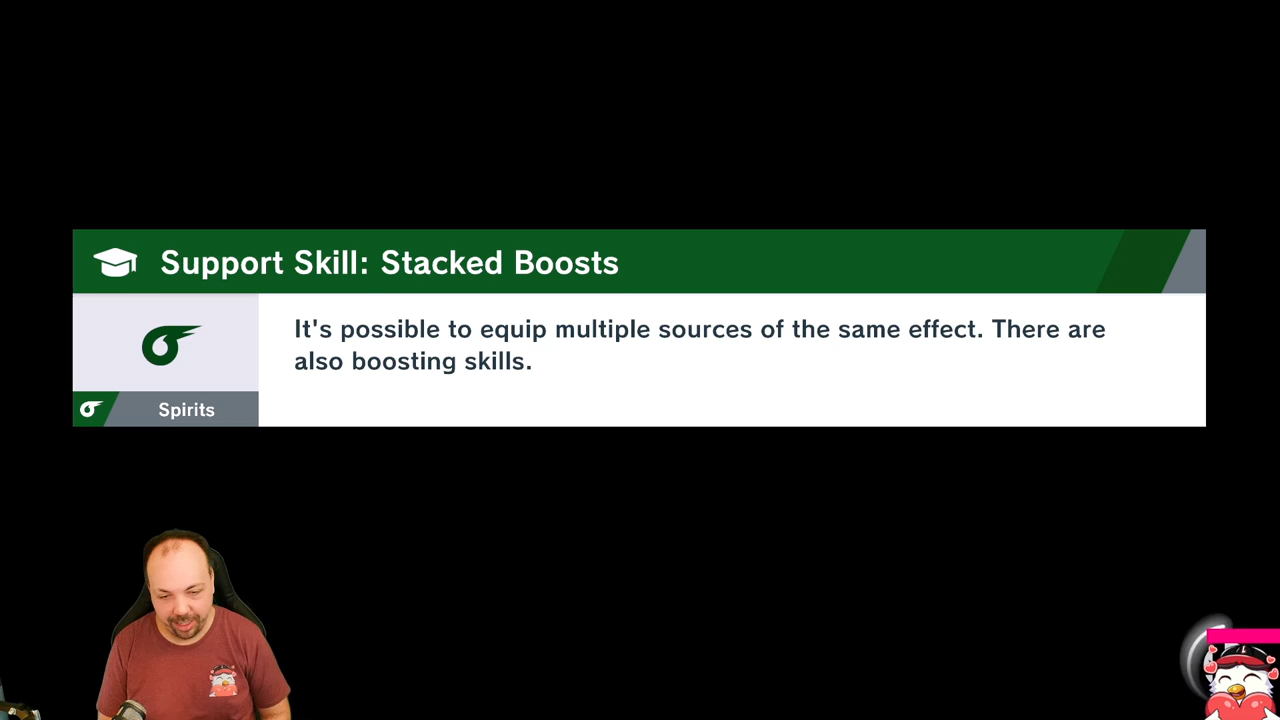 Support Skill: Stacked Boosts
It's possible to equip multiple sources of the same effect. There are
also boosting skills.
Spirits